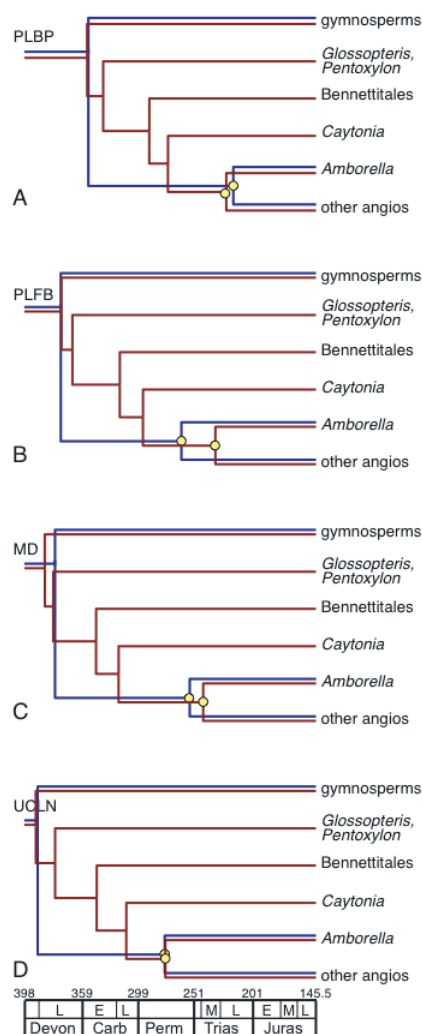 PLBP
gymnosperms
Glossopteris,
Pentoxylon
Bennettitales
Caytonia
Amborella
other angios
A
PLFB
gymnosperms
Glossopteris,
Pentoxylon
Bennettitales
Caytonia
Amborella
other angios
B
MD
gymnosperms
Glossopteris,
Pentoxylon
Bennettitales
Caytonia
Amborella
other angios
C
UCLN
gymnosperms
Glossopteris,
Pentoxylon
Bennettitales
Caytonia
Amborella
other angios
D
398 359 299 251 201 145.5
L E L M L E M L
Devon Carb Perm Trias Juras